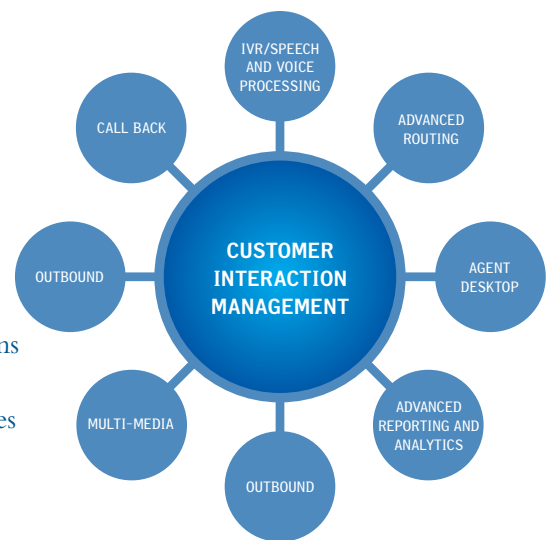 IVR/SPEECH
AND VOICE
PROCESSING
CALL BACK
ADVANCED
ROUTING
CUSTOMER
INTERACTION
MANAGEMENT
OUTBOUND
AGENT
DESKTOP
ns
es
MULTI-MEDIA
ADVANCED
REPORTING AND
ANALYTICS
OUTBOUND